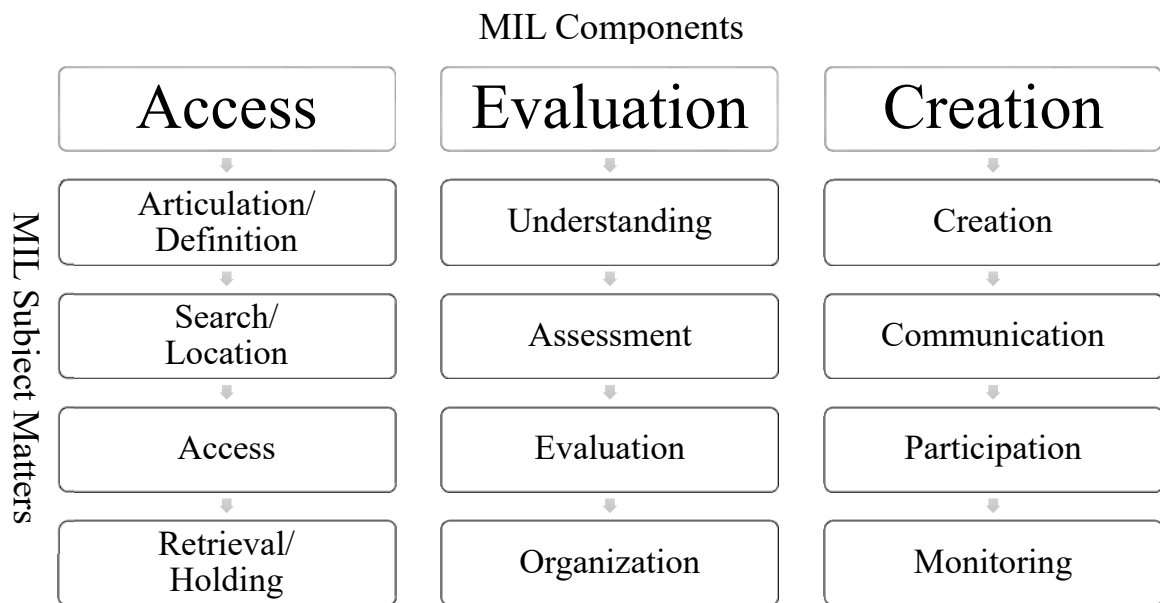 MIL Components
Access
Evaluation
Creation
MIL Subject Matters
Articulation/
Definition
Understanding
Creation
Search/
Location
Assessment
Communication
Access
Evaluation
Participation
Retrieval/
Holding
Organization
Monitoring